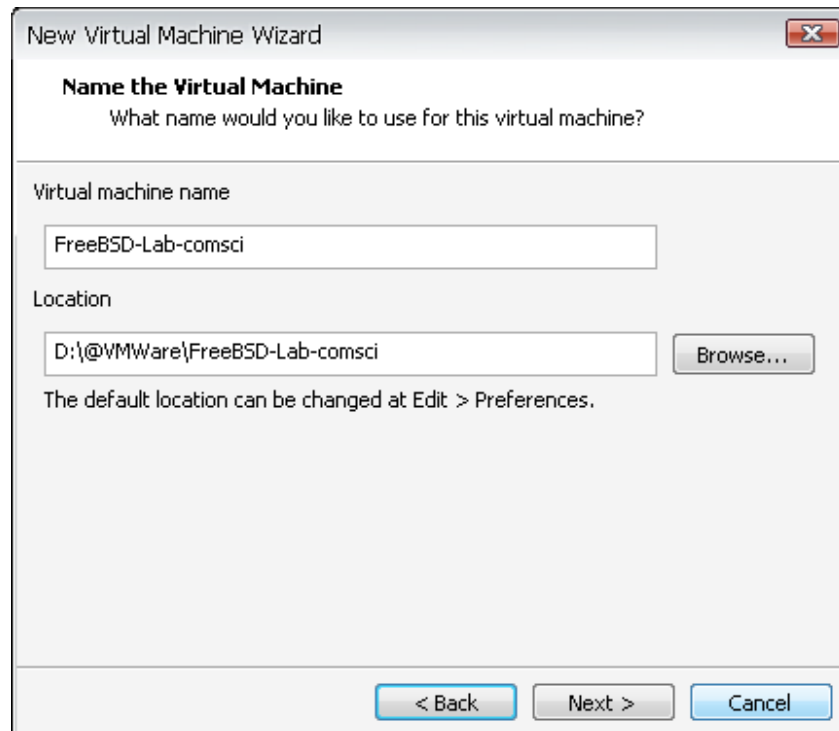 New Virtual Machine Wizard
Name the Virtual Machine
What name would you like to use for this virtual machine?
Virtual machine name
FreeBSD-Lab-comsci
Location
D:\@VMWare\FreeBSD-Lab-comsci
Browse...
The default location can be changed at Edit > Preferences.
< Back Next > Cancel